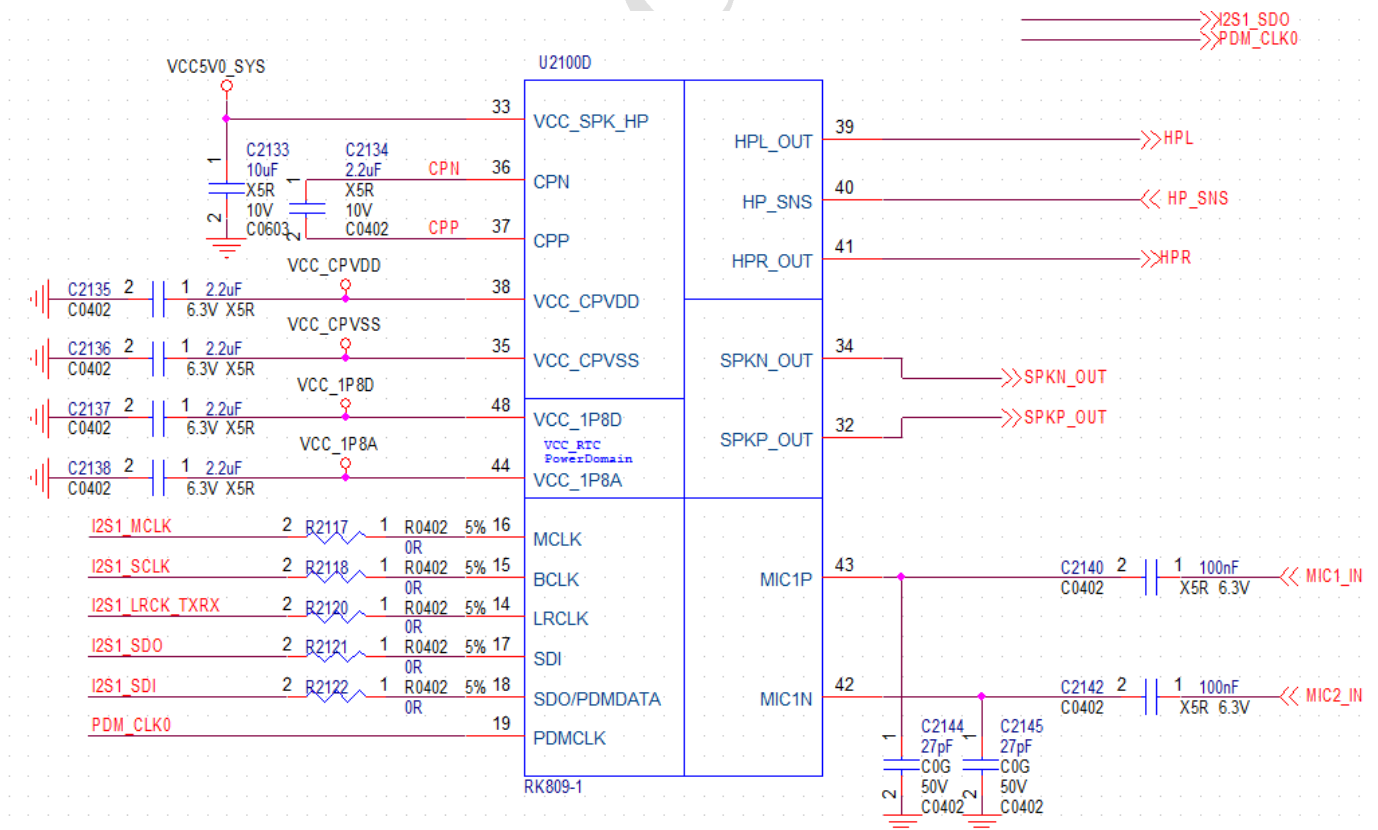 I2S1_SDO
PDM_CLK0
VCC5V0_SYS
U2100D
33
VCC_SPK_HP
C2133
10uF
X5R
10V
C0603
1
2
C2134
2.2uF
X5R
10V
C0402
1
2
CPN
36
CPN
CPP
37
CPP
VCC_CPVDD
C2135 2 1 2.2uF
C0402 6.3V X5R
38
VCC_CPVDD
VCC_CPVSS
C2136 2 1 2.2uF
C0402 6.3V X5R
35
VCC_CPVSS
VCC_1P8D
C2137 2 1 2.2uF
C0402 6.3V X5R
48
VCC_1P8D
VCC_RTC
PowerDomain
VCC_1P8A
C2138 2 1 2.2uF
C0402 6.3V X5R
44
VCC_1P8A
I2S1_MCLK 2 R2117 1 R0402 5% 16
0R
MCLK
I2S1_SCLK 2 R2118 1 R0402 5% 15
0R
BCLK
I2S1_LRCK_TXRX 2 R2120 1 R0402 5% 14
0R
LRCLK
I2S1_SDO 2 R2121 1 R0402 5% 17
0R
SDI
I2S1_SDI 2 R2122 1 R0402 5% 18
0R
SDO/PDMDATA
PDM_CLK0 19
PDMCLK
RK809-1
HPL_OUT 39 HPL
HP_SNS 40 HP_SNS
HPR_OUT 41 HPR
SPKN_OUT 34 SPKN_OUT
SPKP_OUT 32 SPKP_OUT
MIC1P 43
C2140 2 1 100nF
C0402 X5R 6.3V
MIC1_IN
MIC1N 42
C2142 2 1 100nF
C0402 X5R 6.3V
MIC2_IN
C2144
27pF
C0G
50V
C0402
1
2
C2145
27pF
C0G
50V
C0402
1
2